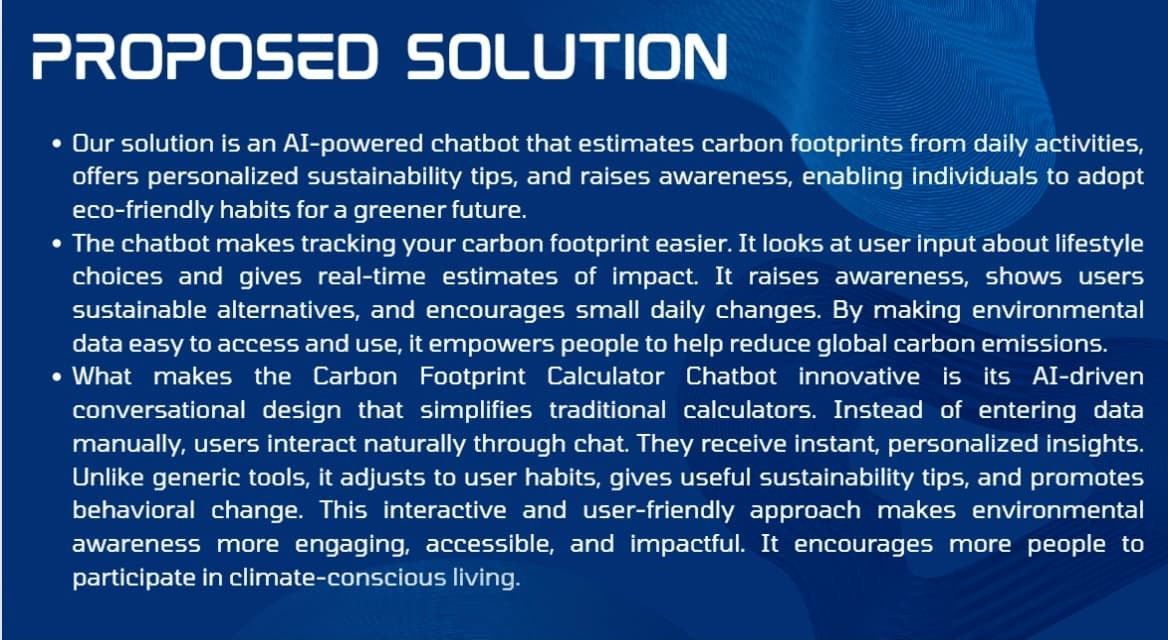 PROPOSED SOLUTION
• Our solution is an AI-powered chatbot that estimates carbon footprints from daily activities,
offers personalized sustainability tips, and raises awareness, enabling individuals to adopt
eco-friendly habits for a greener future.
• The chatbot makes tracking your carbon footprint easier. It looks at user input about lifestyle
choices and gives real-time estimates of impact. It raises awareness, shows users
sustainable alternatives, and encourages small daily changes. By making environmental
data easy to access and use, it empowers people to help reduce global carbon emissions.
• What makes the Carbon Footprint Calculator Chatbot innovative is its AI-driven
conversational design that simplifies traditional calculators. Instead of entering data
manually, users interact naturally through chat. They receive instant, personalized insights.
Unlike generic tools, it adjusts to user habits, gives useful sustainability tips, and promotes
behavioral change. This interactive and user-friendly approach makes environmental
awareness more engaging, accessible, and impactful. It encourages more people to
participate in climate-conscious living.